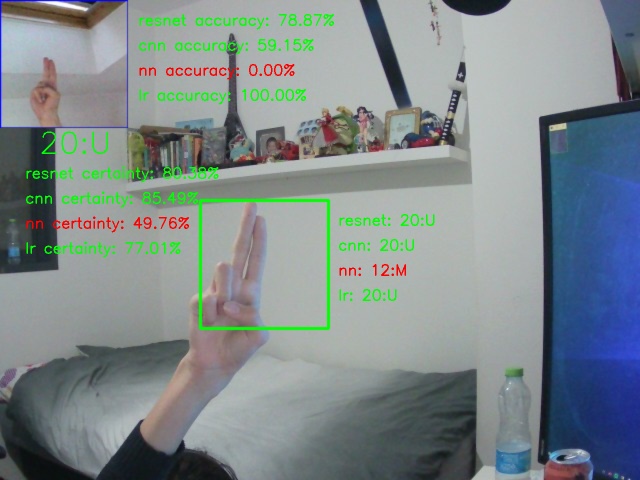 resnet accuracy: 78.87%
cnn accuracy: 59.15%
nn accuracy: 0.00%
lr accuracy: 100.00%
20:U
resnet certainty: 80.38%
cnn certainty: 85.49%
nn certainty: 49.76%
lr certainty: 77.01%
resnet: 20:U
cnn: 20:U
nn: 12:M
lr: 20:U